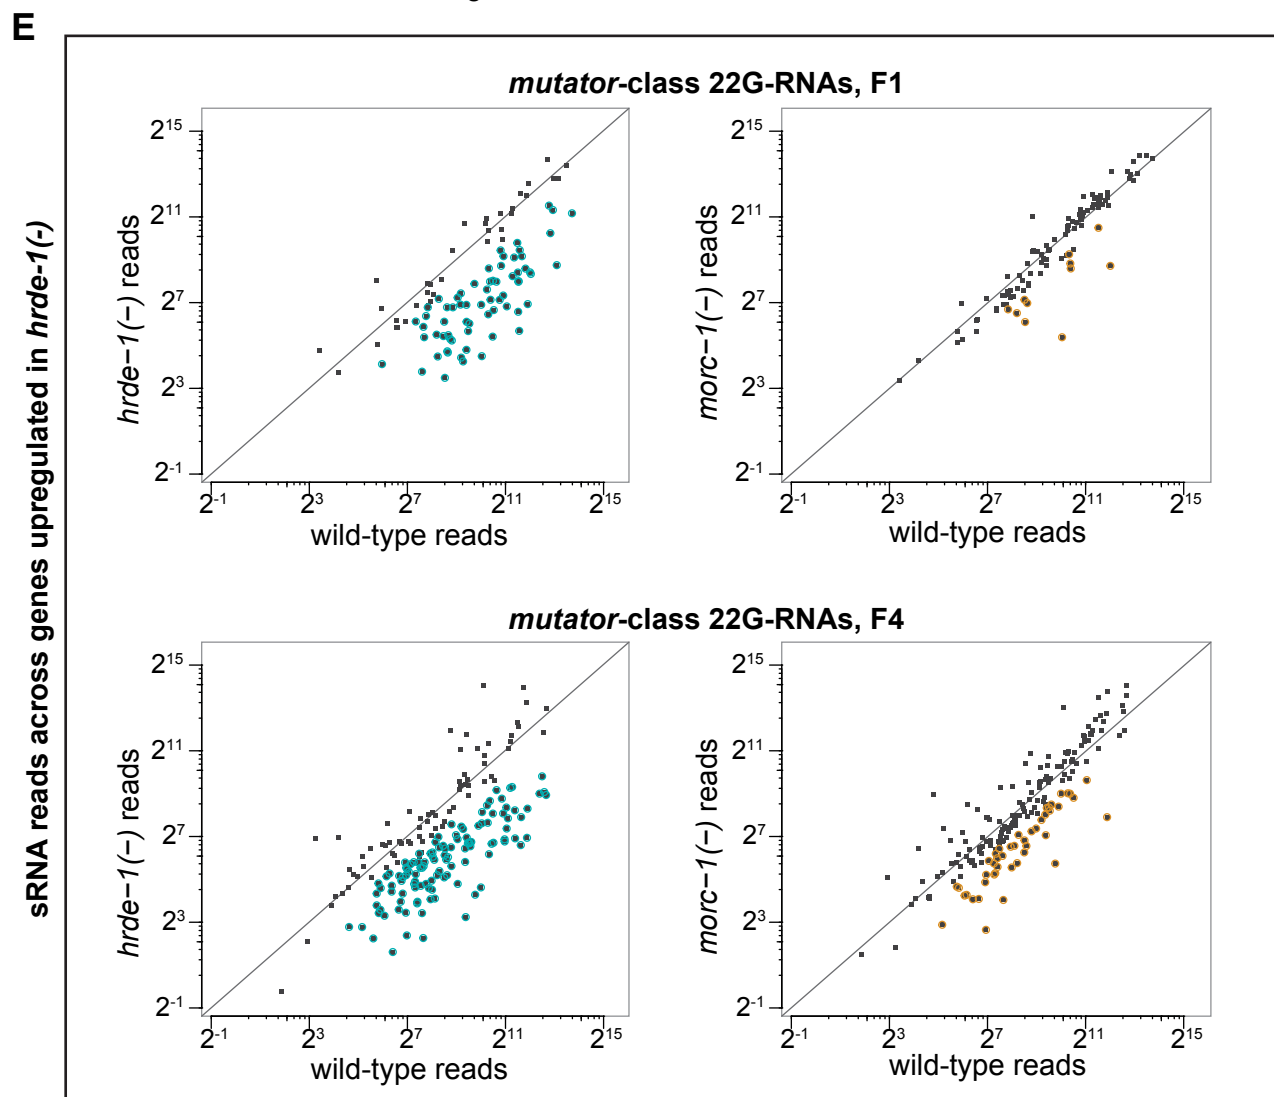 E
sRNA reads across genes upregulated in hrde-1(-)
mutator-class 22G-RNAs, F1
hrde−1(−) reads
2^15
2^11
2^7
2^3
2^-1
2^-1 2^3 2^7 2^11 2^15
wild-type reads
morc−1(−) reads
2^15
2^11
2^7
2^3
2^-1
2^-1 2^3 2^7 2^11 2^15
wild-type reads
mutator-class 22G-RNAs, F4
hrde−1(−) reads
2^15
2^11
2^7
2^3
2^-1
2^-1 2^3 2^7 2^11 2^15
wild-type reads
morc−1(−) reads
2^15
2^11
2^7
2^3
2^-1
2^-1 2^3 2^7 2^11 2^15
wild-type reads